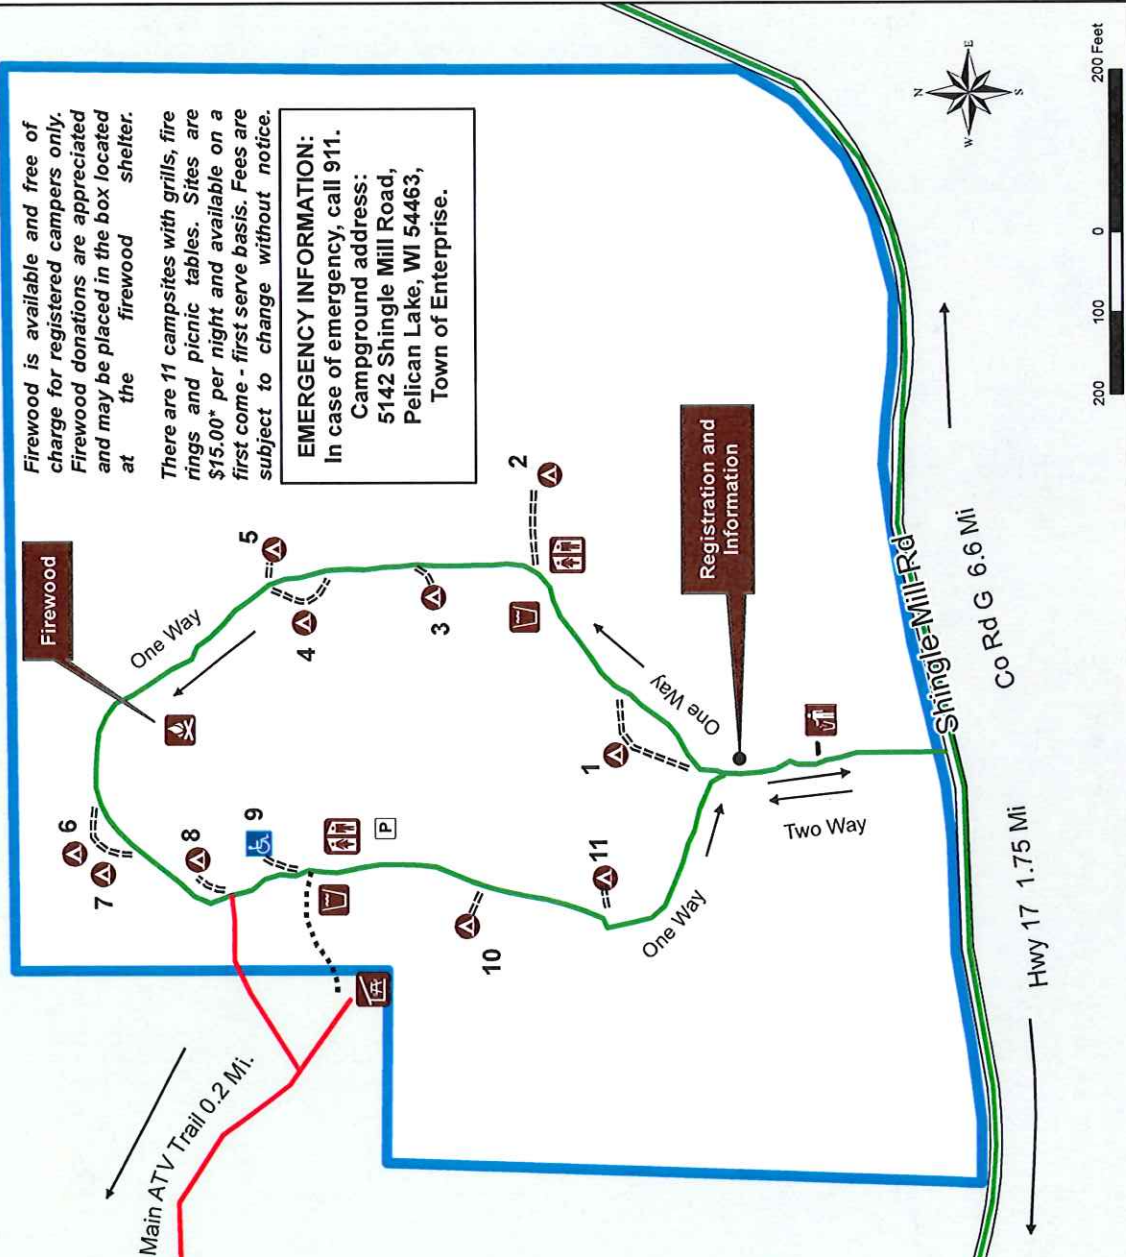 Firewood is available and free of
charge for registered campers only.
Firewood donations are appreciated
and may be placed in the box located
at the firewood shelter.
There are 11 campsites with grills, fire
rings and picnic tables. Sites are
$15.00* per night and available on a
first come - first serve basis. Fees are
subject to change without notice.
EMERGENCY INFORMATION:
In case of emergency, call 911.
Campground address:
5142 Shingle Mill Road,
Pelican Lake, WI 54463,
Town of Enterprise.
Firewood
One Way
5
4
3
2
6
7
8
9
P
10
11
1
One Way
One Way
Registration and
Information
Two Way
Main ATV Trail 0.2 Mi.
Shingle Mill Rd
Co Rd G 6.6 Mi
Hwy 17 1.75 Mi
N
E
S
W
200
100
0
200 Feet